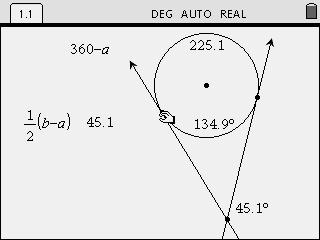 1.1
DEG AUTO REAL
360−a
225.1
1/2(b−a) 45.1
134.9°
45.1°